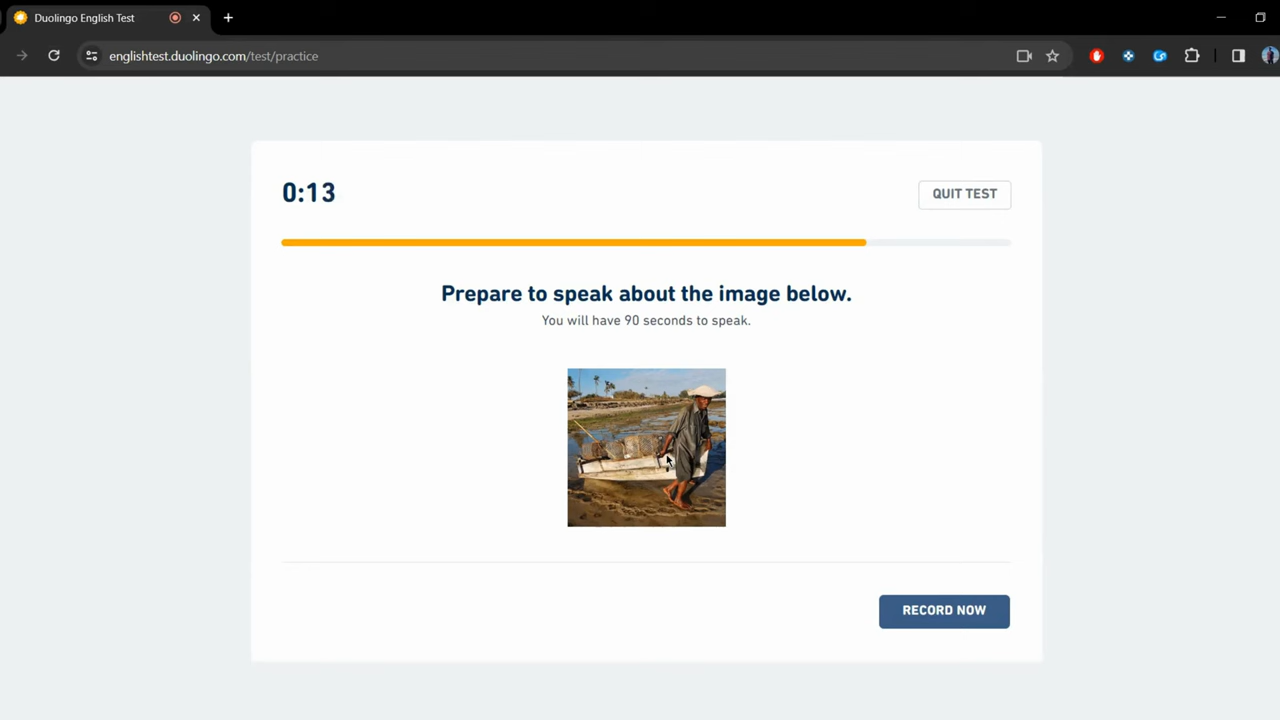 Duolingo English Test
englishtest.duolingo.com/test/practice
0:13
QUIT TEST
Prepare to speak about the image below.
You will have 90 seconds to speak.
RECORD NOW